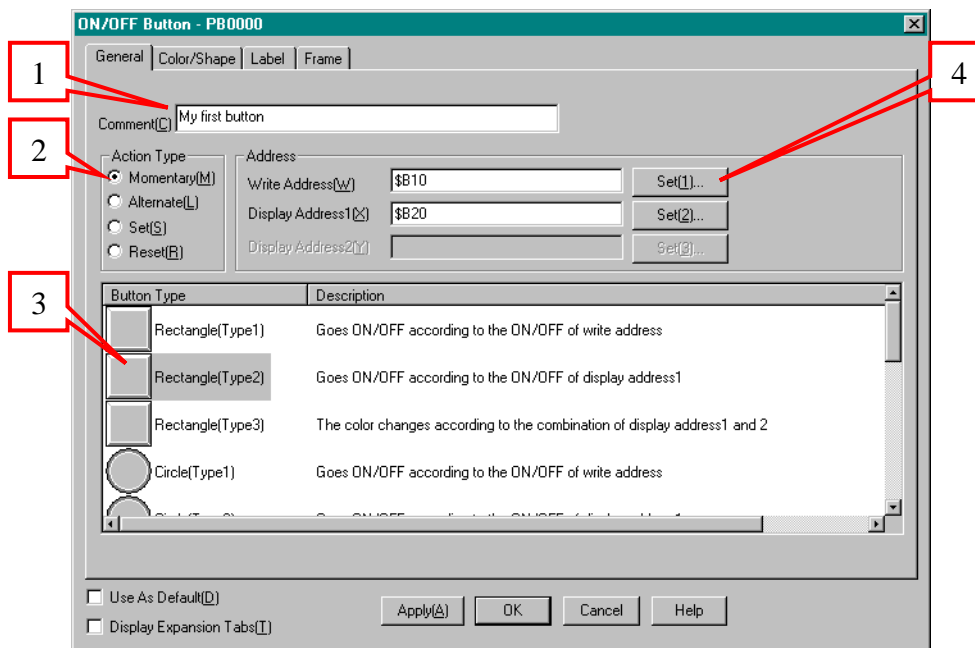 ON/OFF Button - PB0000
General Color/Shape Label Frame
1
4
Comment(C) My first button
2
Action Type
Momentary(M)
Alternate(L)
Set(S)
Reset(R)
Address
Write Address(W) $B10 Set(1)...
Display Address1(X) $B20 Set(2)...
Display Address2(Y) Set(3)...
3
Button Type Description
Rectangle(Type1) Goes ON/OFF according to the ON/OFF of write address
Rectangle(Type2) Goes ON/OFF according to the ON/OFF of display address1
Rectangle(Type3) The color changes according to the combination of display address1 and 2
Circle(Type1) Goes ON/OFF according to the ON/OFF of write address
Use As Default(D)
Display Expansion Tabs(T)
Apply(A) OK Cancel Help